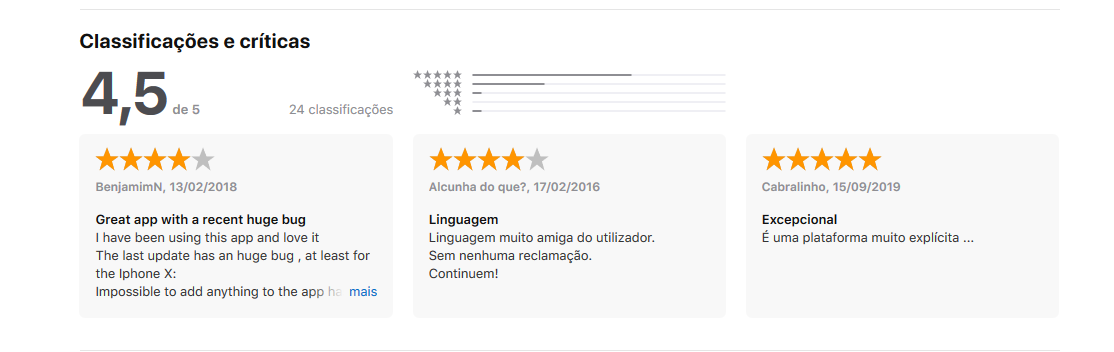 Classificações e críticas
4,5 de 5
24 classificações
BenjamimN, 13/02/2018
Great app with a recent huge bug
I have been using this app and love it
The last update has an huge bug , at least for
the Iphone X:
Impossible to add anything to the app mais
Alcunha do que?, 17/02/2016
Linguagem
Linguagem muito amiga do utilizador.
Sem nenhuma reclamação.
Continuem!
Cabralinho, 15/09/2019
Excepcional
É uma plataforma muito explícita ...